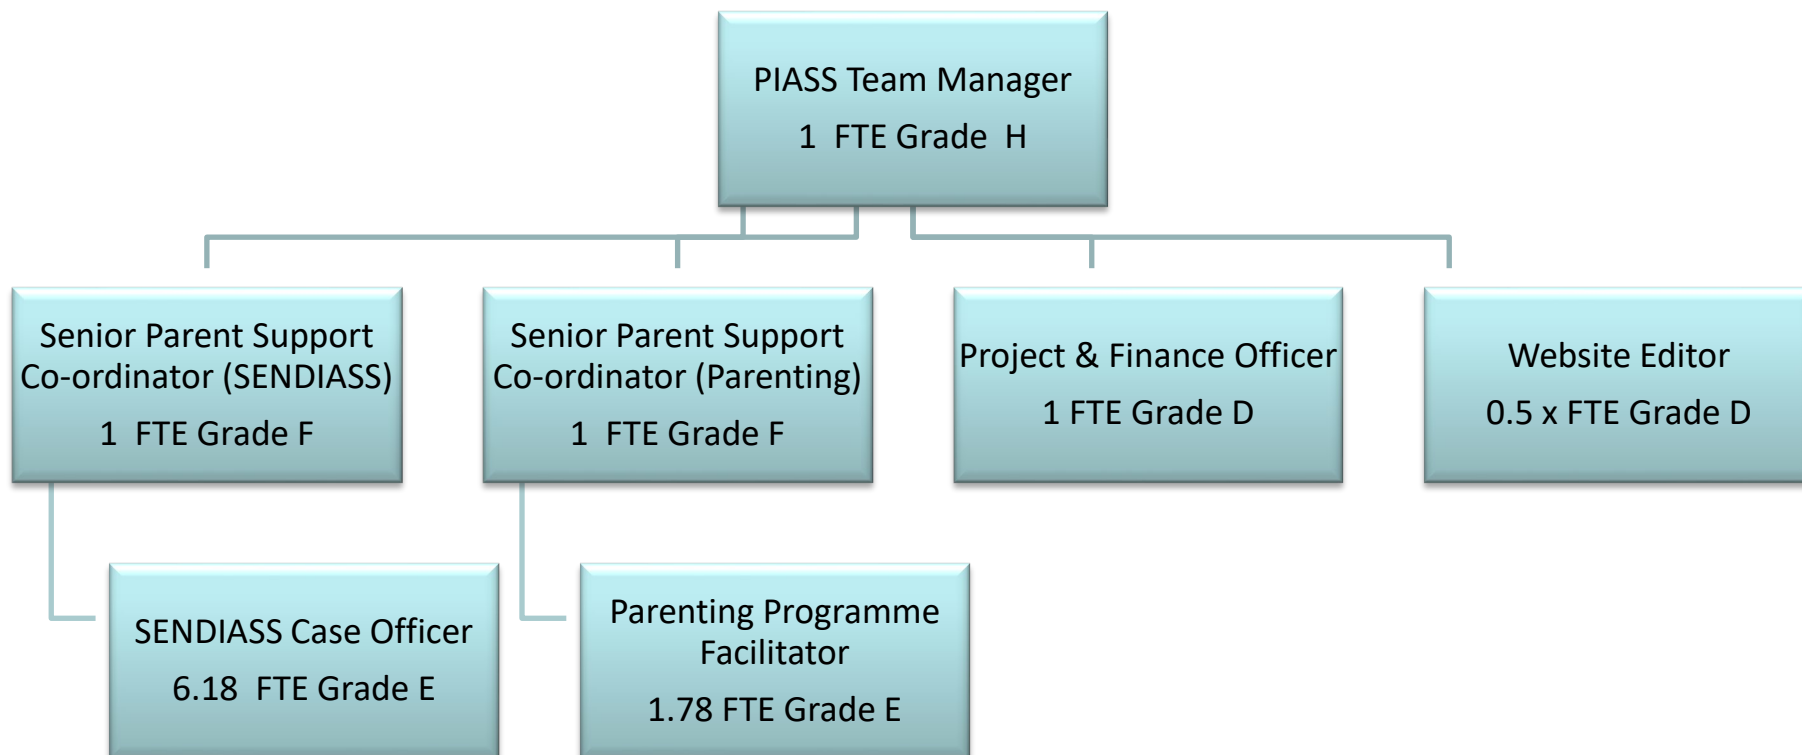 PIASS Team Manager
1 FTE Grade H
Senior Parent Support
Co-ordinator (SENDIASS)
1 FTE Grade F
Senior Parent Support
Co-ordinator (Parenting)
1 FTE Grade F
Project & Finance Officer
1 FTE Grade D
Website Editor
0.5 x FTE Grade D
SENDIASS Case Officer
6.18 FTE Grade E
Parenting Programme
Facilitator
1.78 FTE Grade E